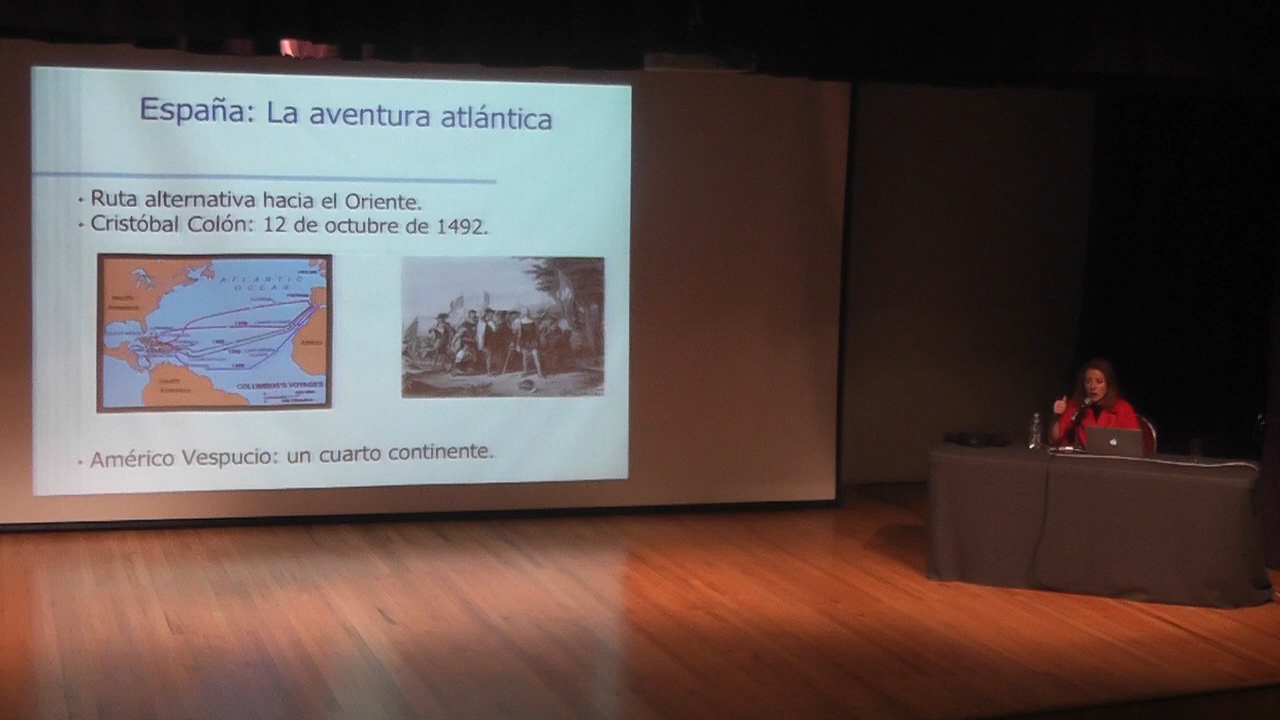 España: La aventura atlántica
· Ruta alternativa hacia el Oriente.
· Cristóbal Colón: 12 de octubre de 1492.
ATLANTIC
OCEAN
COLUMBUS'S VOYAGES
· Américo Vespucio: un cuarto continente.